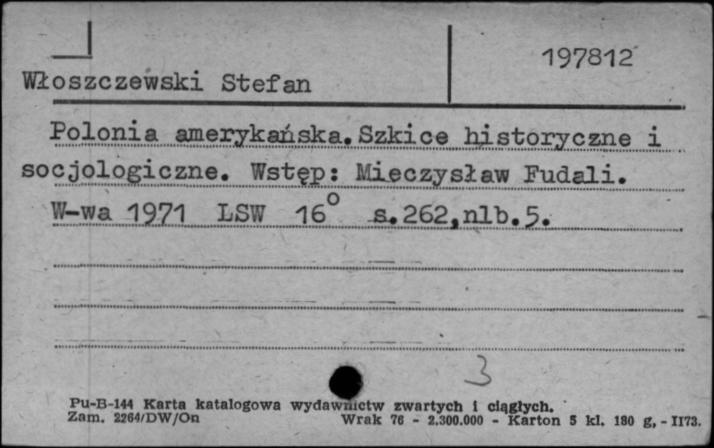 197812
Włoszczewski Stefan
Polonia amerykańska. Szkice historyczne i
socjologiczne. Wstęp: Mieczysław Fudali.
W-wa 1971 LSW 16° s.262,nlb.5.
3
Pu-B-144 Karta katalogowa wydawnictw zwartych i ciągłych.
Zam. 2264/DW/On Wrak 76 - 2.300.000 - Karton 5 kl. 180 g, - II73.